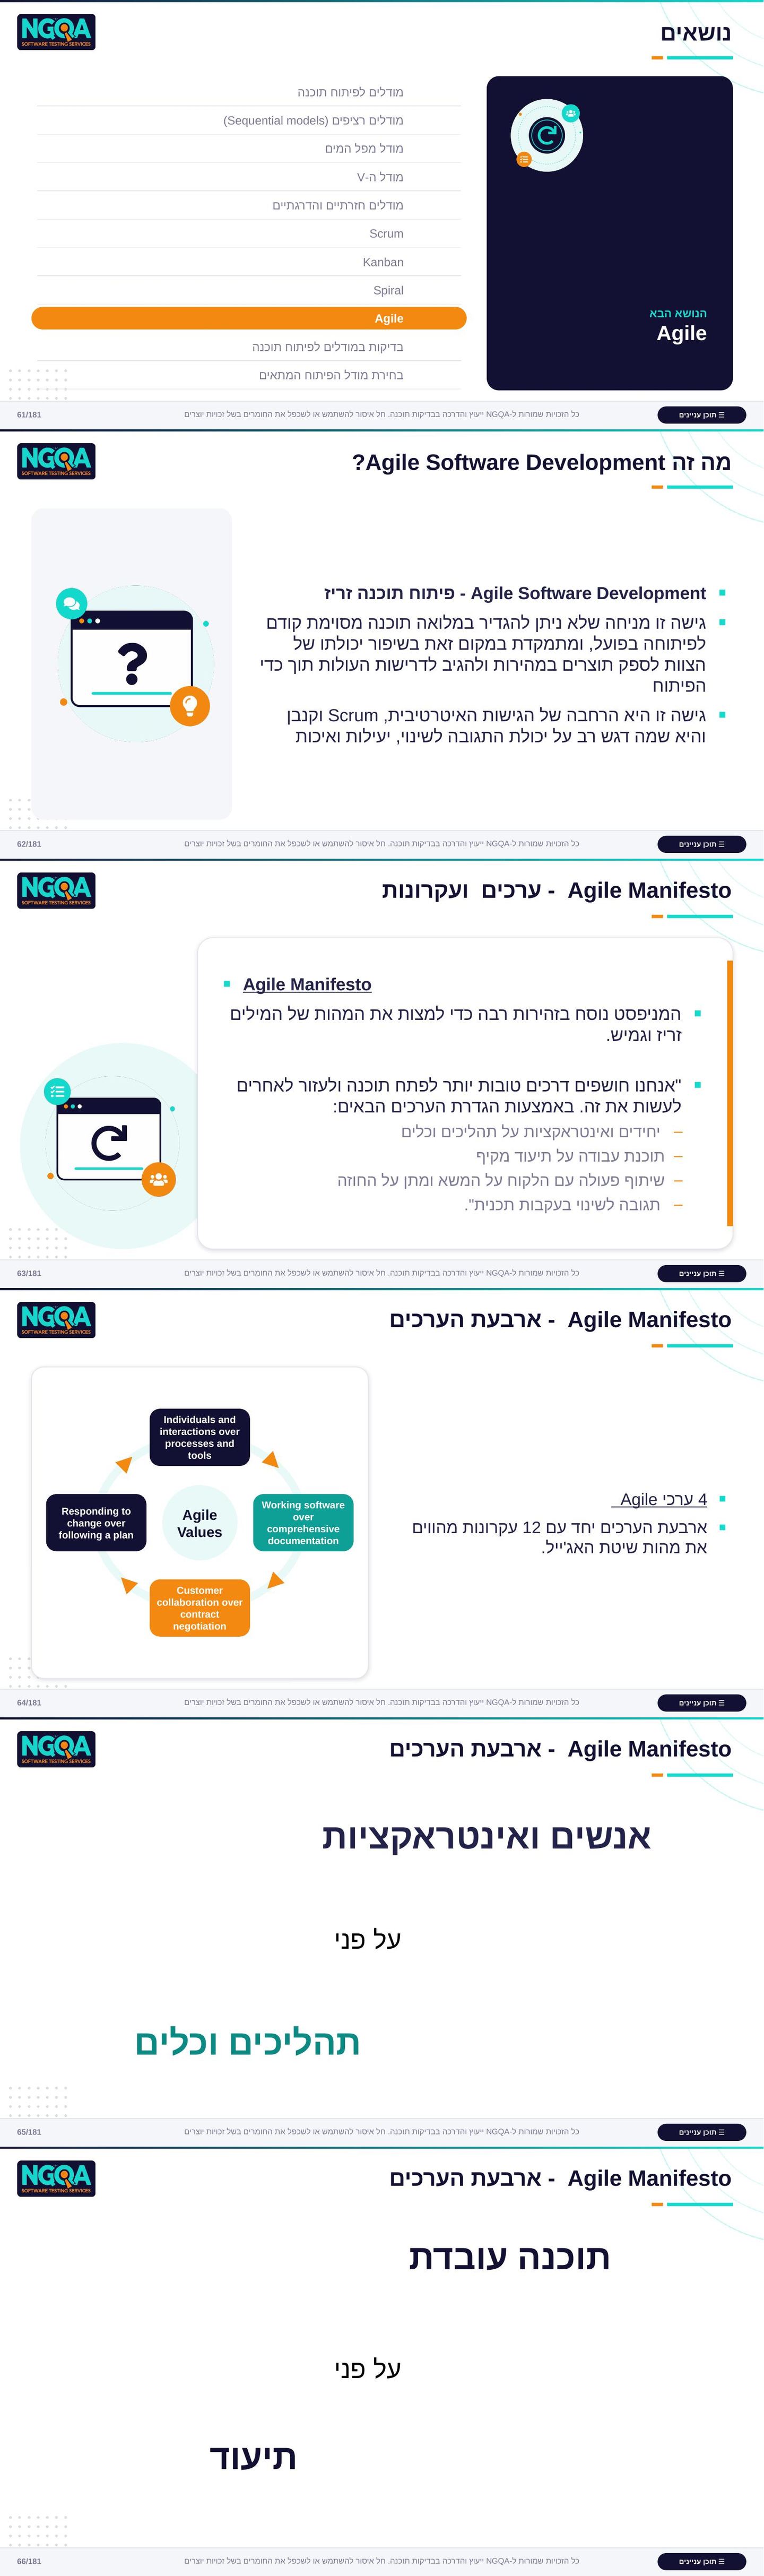 נושאים
NGQA
SOFTWARE TESTING SERVICES
הנושא הבא
Agile
מודלים לפיתוח תוכנה
מודלים רציפים (Sequential models)
מודל מפל המים
מודל ה-V
מודלים חזרתיים והדרגתיים
Scrum
Kanban
Spiral
Agile
בדיקות במודלים לפיתוח תוכנה
בחירת מודל הפיתוח המתאים
☰ תוכן עניינים
כל הזכויות שמורות ל-NGQA ייעוץ והדרכה בבדיקות תוכנה. חל איסור להשתמש או לשכפל את החומרים בשל זכויות יוצרים
61/181
מה זה Agile Software Development?
NGQA
SOFTWARE TESTING SERVICES
Agile Software Development - פיתוח תוכנה זריז
גישה זו מניחה שלא ניתן להגדיר במלואה תוכנה מסוימת קודם
לפיתוחה בפועל, ומתמקדת במקום זאת בשיפור יכולתו של
הצוות לספק תוצרים במהירות ולהגיב לדרישות העולות תוך כדי
הפיתוח
גישה זו היא הרחבה של הגישות האיטרטיבית, Scrum וקנבן
והיא שמה דגש רב על יכולת התגובה לשינוי, יעילות ואיכות
☰ תוכן עניינים
כל הזכויות שמורות ל-NGQA ייעוץ והדרכה בבדיקות תוכנה. חל איסור להשתמש או לשכפל את החומרים בשל זכויות יוצרים
62/181
Agile Manifesto - ערכים ועקרונות
NGQA
SOFTWARE TESTING SERVICES
Agile Manifesto
המניפסט נוסח בזהירות רבה כדי למצות את המהות של המילים
זריז וגמיש.
"אנחנו חושפים דרכים טובות יותר לפתח תוכנה ולעזור לאחרים
לעשות את זה. באמצעות הגדרת הערכים הבאים:
– יחידים ואינטראקציות על תהליכים וכלים
– תוכנת עבודה על תיעוד מקיף
– שיתוף פעולה עם הלקוח על המשא ומתן על החוזה
– תגובה לשינוי בעקבות תכנית".
☰ תוכן עניינים
כל הזכויות שמורות ל-NGQA ייעוץ והדרכה בבדיקות תוכנה. חל איסור להשתמש או לשכפל את החומרים בשל זכויות יוצרים
63/181
Agile Manifesto - ארבעת הערכים
NGQA
SOFTWARE TESTING SERVICES
4 ערכי Agile
ארבעת הערכים יחד עם 12 עקרונות מהווים
את מהות שיטת האג'ייל.
Individuals and
interactions over
processes and
tools
Working software
over
comprehensive
documentation
Customer
collaboration over
contract
negotiation
Responding to
change over
following a plan
Agile
Values
☰ תוכן עניינים
כל הזכויות שמורות ל-NGQA ייעוץ והדרכה בבדיקות תוכנה. חל איסור להשתמש או לשכפל את החומרים בשל זכויות יוצרים
64/181
Agile Manifesto - ארבעת הערכים
NGQA
SOFTWARE TESTING SERVICES
אנשים ואינטראקציות
על פני
תהליכים וכלים
☰ תוכן עניינים
כל הזכויות שמורות ל-NGQA ייעוץ והדרכה בבדיקות תוכנה. חל איסור להשתמש או לשכפל את החומרים בשל זכויות יוצרים
65/181
Agile Manifesto - ארבעת הערכים
NGQA
SOFTWARE TESTING SERVICES
תוכנה עובדת
על פני
תיעוד
☰ תוכן עניינים
כל הזכויות שמורות ל-NGQA ייעוץ והדרכה בבדיקות תוכנה. חל איסור להשתמש או לשכפל את החומרים בשל זכויות יוצרים
66/181